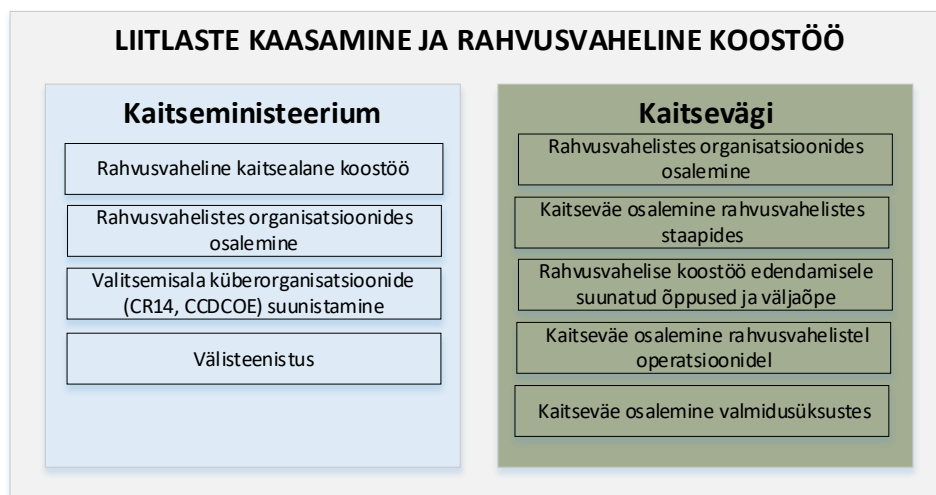 LIITLASTE KAASAMINE JA RAHVUSVAHELINE KOOSTÖÖ
Kaitseministeerium
Rahvusvaheline kaitsealane koostöö
Rahvusvahelistes organisatsioonides
osalemine
Valitsemisala küberorganisatsioonide
(CR14, CCDCOE) suunistamine
Välisteenistus
Kaitsevägi
Rahvusvahelistes organisatsioonides
osalemine
Kaitseväe osalemine rahvusvahelistes
staapides
Rahvusvahelise koostöö edendamisele
suunatud õppused ja väljaõpe
Kaitseväe osalemine rahvusvahelistel
operatsioonidel
Kaitseväe osalemine valmidusüksustes